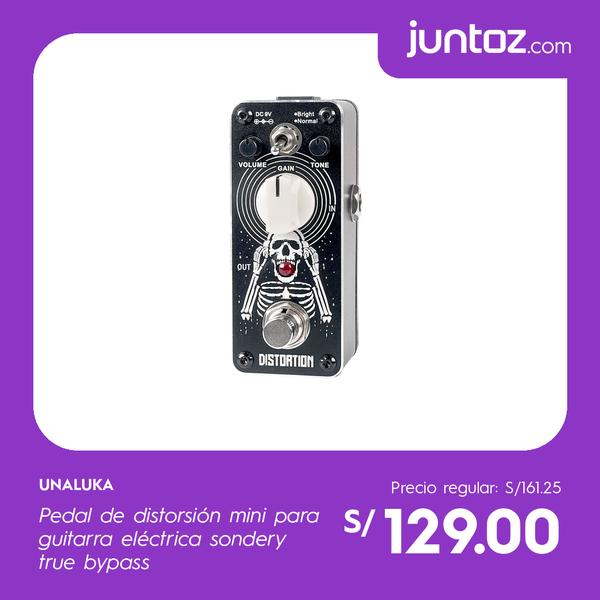 juntoz.com
DC 9V
•Bright
•Normal
VOLUME
GAIN
TONE
IN
OUT
DISTORTION
UNALUKA
Pedal de distorsión mini para
guitarra eléctrica sondery
true bypass
Precio regular: S/161.25
S/129.00